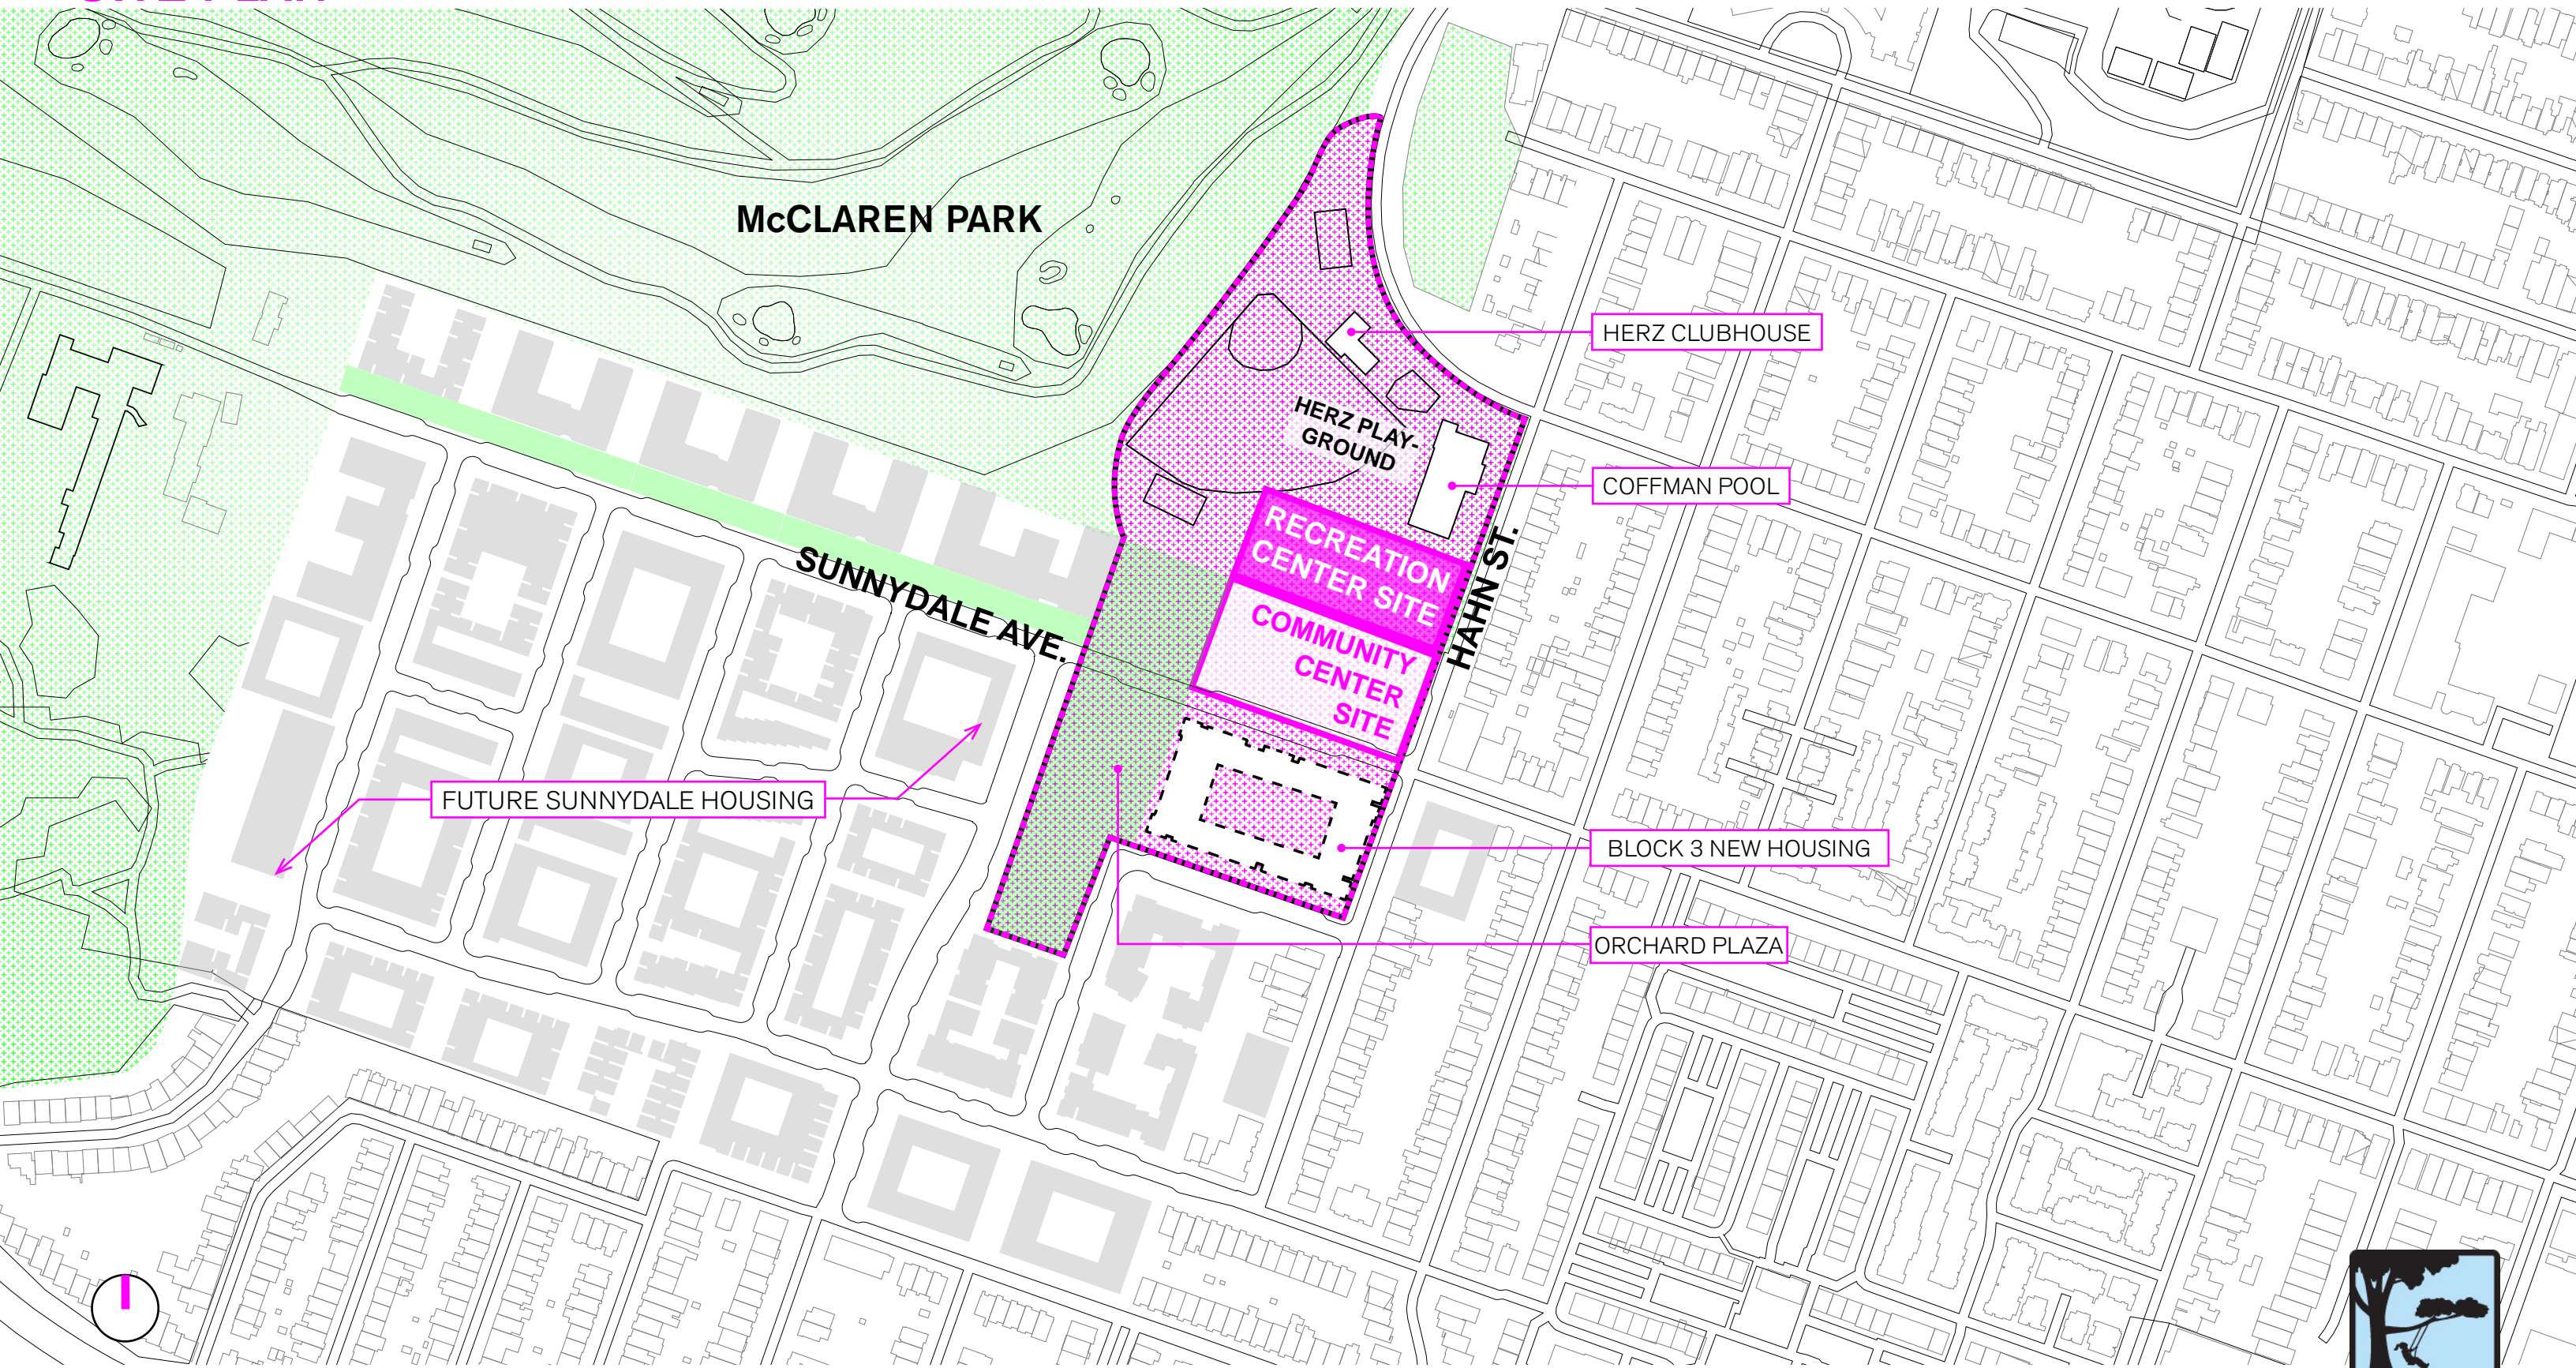 McCLAREN PARK
HERZ CLUBHOUSE
HERZ PLAY-
GROUND
COFFMAN POOL
RECREATION
CENTER SITE
HAHN ST.
SUNNYDALE AVE.
COMMUNITY
CENTER
SITE
FUTURE SUNNYDALE HOUSING
BLOCK 3 NEW HOUSING
ORCHARD PLAZA